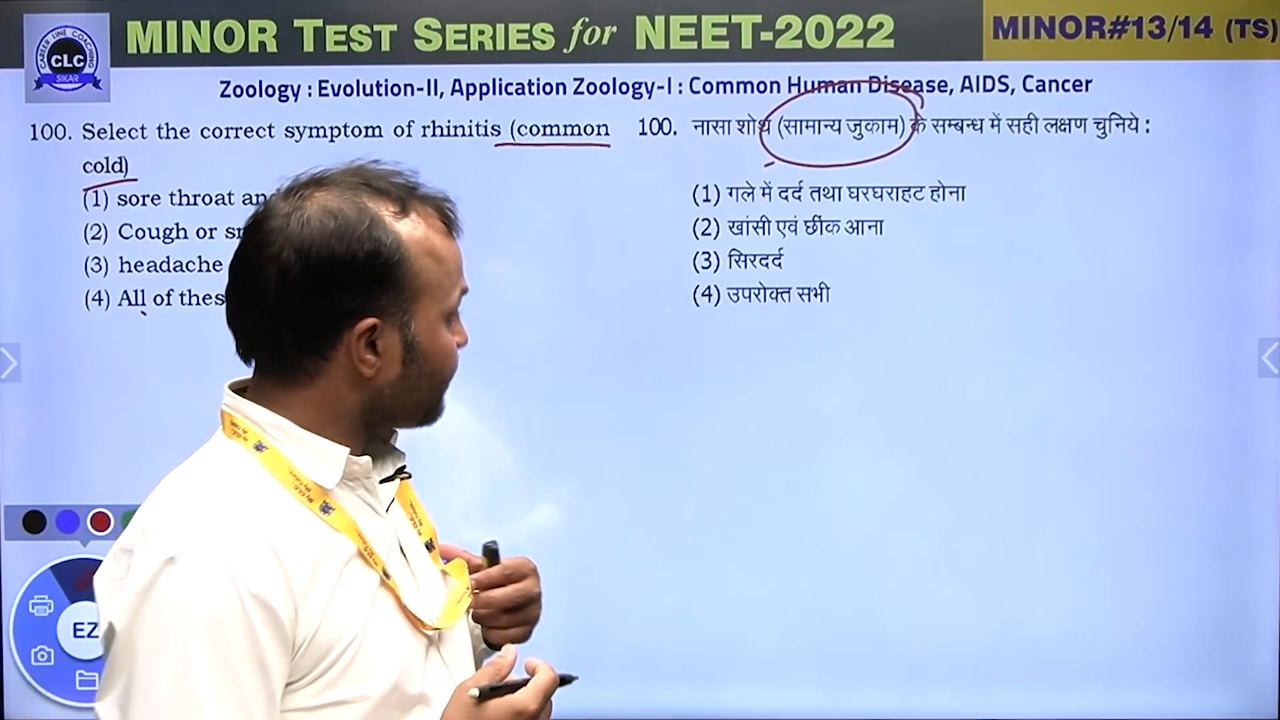 CAREER LINE COACHING
CLC
SIKAR
MINOR TEST SERIES for NEET-2022
MINOR#13/14 (TS)
Zoology : Evolution-II, Application Zoology-I : Common Human Disease, AIDS, Cancer
100. Select the correct symptom of rhinitis (common
cold)
(1) sore throat
(2) Cough or
(3) headache
(4) All of
100. नासा शोथ (सामान्य जुकाम) के सम्बन्ध में सही लक्षण चुनिये :
(1) गले में दर्द तथा घरघराहट होना
(2) खांसी एवं छींक आना
(3) सिरदर्द
(4) उपरोक्त सभी
EZ